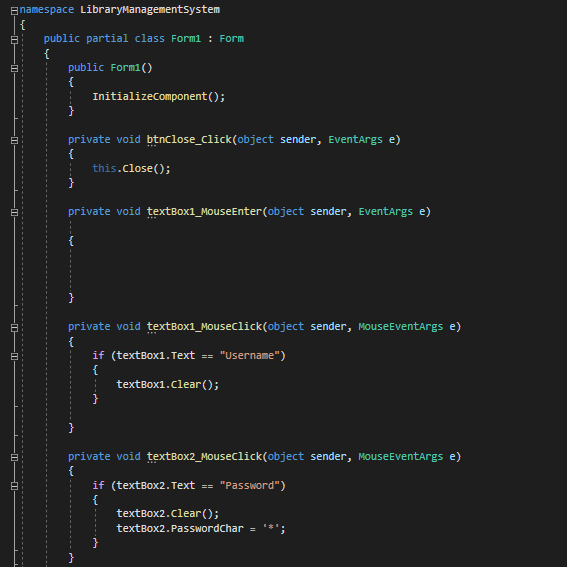 namespace LibraryManagementSystem
{
    public partial class Form1 : Form
    {
        public Form1()
        {
            InitializeComponent();
        }

        private void btnClose_Click(object sender, EventArgs e)
        {
            this.Close();
        }

        private void textBox1_MouseEnter(object sender, EventArgs e)

        {



        }

        private void textBox1_MouseClick(object sender, MouseEventArgs e)
        {
            if (textBox1.Text == "Username")
            {
                textBox1.Clear();
            }

        }

        private void textBox2_MouseClick(object sender, MouseEventArgs e)
        {
            if (textBox2.Text == "Password")
            {
                textBox2.Clear();
                textBox2.PasswordChar = '*';
            }
        }